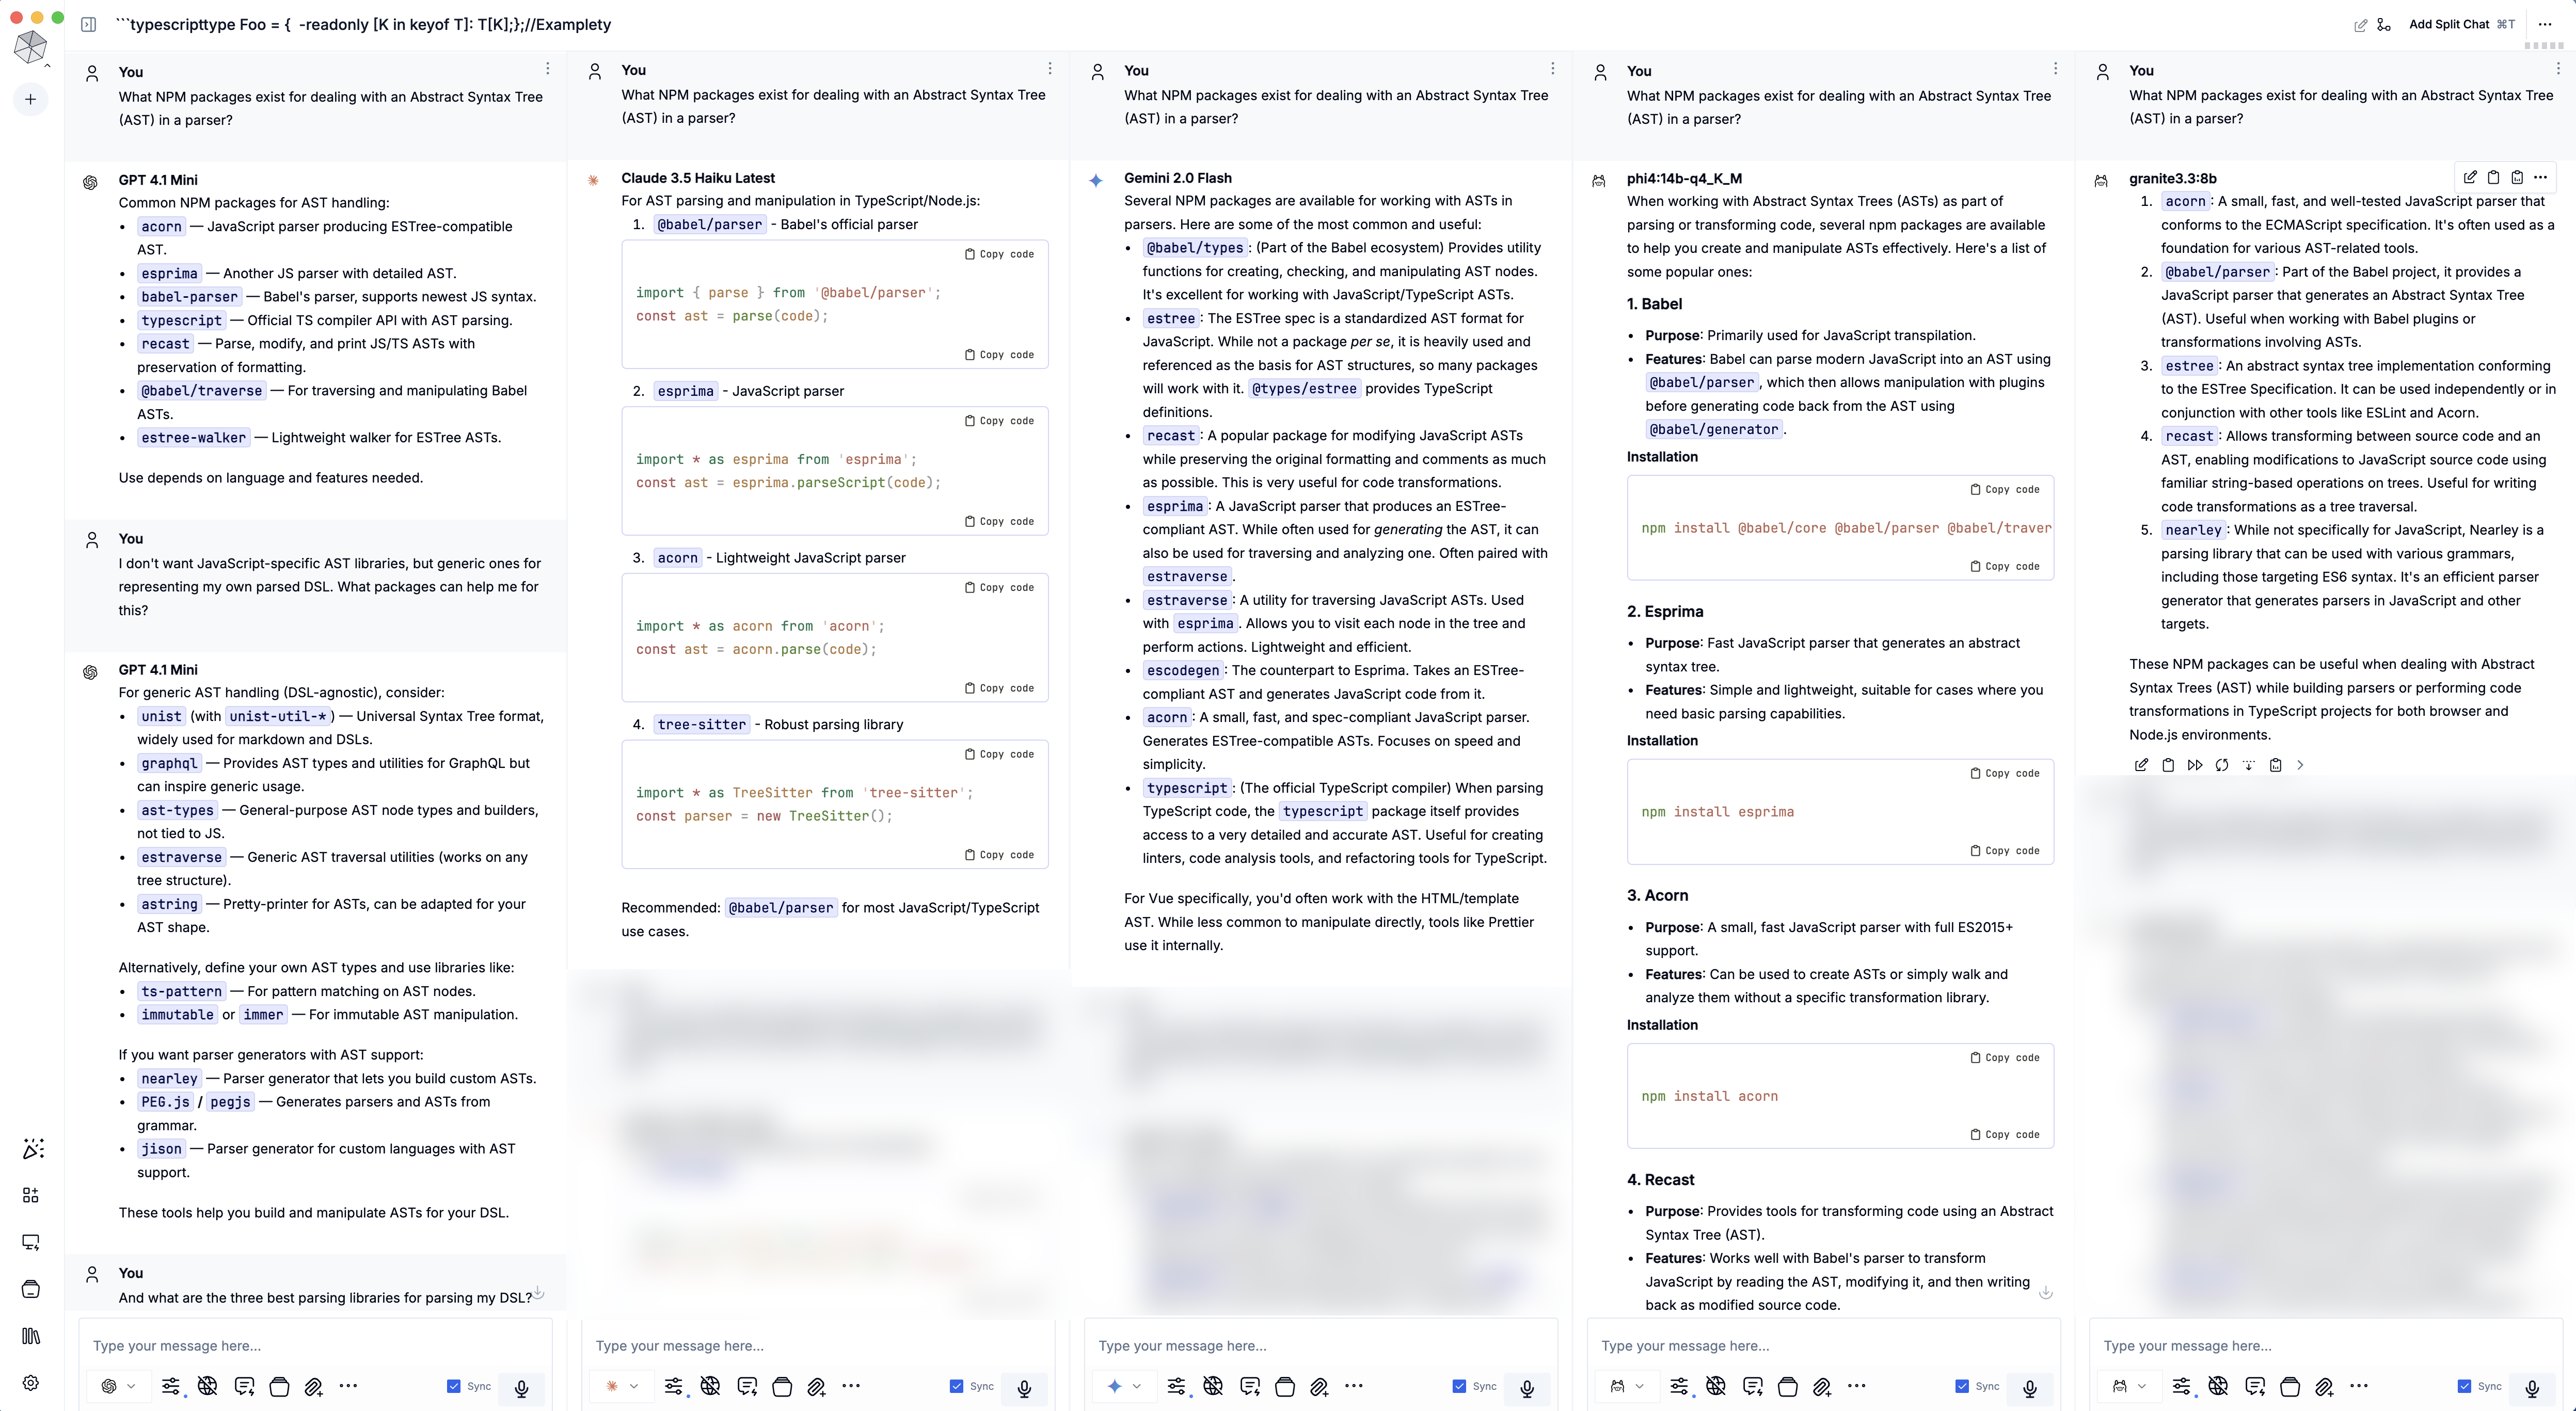 ```typescripttype Foo = {  -readonly [K in keyof T]: T[K];};//Examplety
Add Split Chat ⌘T
You
What NPM packages exist for dealing with an Abstract Syntax Tree
(AST) in a parser?
GPT 4.1 Mini
Common NPM packages for AST handling:
• acorn — JavaScript parser producing ESTree-compatible
AST.
• esprima — Another JS parser with detailed AST.
• babel-parser — Babel's parser, supports newest JS syntax.
• typescript — Official TS compiler API with AST parsing.
• recast — Parse, modify, and print JS/TS ASTs with
preservation of formatting.
• @babel/traverse — For traversing and manipulating Babel
ASTs.
• estree-walker — Lightweight walker for ESTree ASTs.
Use depends on language and features needed.
You
I don't want JavaScript-specific AST libraries, but generic ones for
representing my own parsed DSL. What packages can help me for
this?
GPT 4.1 Mini
For generic AST handling (DSL-agnostic), consider:
• unist (with unist-util-*) — Universal Syntax Tree format,
widely used for markdown and DSLs.
• graphql — Provides AST types and utilities for GraphQL but
can inspire generic usage.
• ast-types — General-purpose AST node types and builders,
not tied to JS.
• estraverse — Generic AST traversal utilities (works on any
tree structure).
• astring — Pretty-printer for ASTs, can be adapted for your
AST shape.
Alternatively, define your own AST types and use libraries like:
• ts-pattern — For pattern matching on AST nodes.
• immutable or immer — For immutable AST manipulation.
If you want parser generators with AST support:
• nearley — Parser generator that lets you build custom ASTs.
• PEG.js / pegjs — Generates parsers and ASTs from
grammar.
• jison — Parser generator for custom languages with AST
support.
These tools help you build and manipulate ASTs for your DSL.
You
And what are the three best parsing libraries for parsing my DSL?
Type your message here...
Sync
You
What NPM packages exist for dealing with an Abstract Syntax Tree
(AST) in a parser?
Claude 3.5 Haiku Latest
For AST parsing and manipulation in TypeScript/Node.js:
1. @babel/parser - Babel's official parser
Copy code
import { parse } from '@babel/parser';
const ast = parse(code);
Copy code
2. esprima - JavaScript parser
Copy code
import * as esprima from 'esprima';
const ast = esprima.parseScript(code);
Copy code
3. acorn - Lightweight JavaScript parser
Copy code
import * as acorn from 'acorn';
const ast = acorn.parse(code);
Copy code
4. tree-sitter - Robust parsing library
Copy code
import * as TreeSitter from 'tree-sitter';
const parser = new TreeSitter();
Copy code
Recommended: @babel/parser for most JavaScript/TypeScript
use cases.
Type your message here...
Sync
You
What NPM packages exist for dealing with an Abstract Syntax Tree
(AST) in a parser?
Gemini 2.0 Flash
Several NPM packages are available for working with ASTs in
parsers. Here are some of the most common and useful:
• @babel/types: (Part of the Babel ecosystem) Provides utility
functions for creating, checking, and manipulating AST nodes.
It's excellent for working with JavaScript/TypeScript ASTs.
• estree: The ESTree spec is a standardized AST format for
JavaScript. While not a package per se, it is heavily used and
referenced as the basis for AST structures, so many packages
will work with it. @types/estree provides TypeScript
definitions.
• recast: A popular package for modifying JavaScript ASTs
while preserving the original formatting and comments as much
as possible. This is very useful for code transformations.
• esprima: A JavaScript parser that produces an ESTree-
compliant AST. While often used for generating the AST, it can
also be used for traversing and analyzing one. Often paired with
estraverse.
• estraverse: A utility for traversing JavaScript ASTs. Used
with esprima. Allows you to visit each node in the tree and
perform actions. Lightweight and efficient.
• escodegen: The counterpart to Esprima. Takes an ESTree-
compliant AST and generates JavaScript code from it.
• acorn: A small, fast, and spec-compliant JavaScript parser.
Generates ESTree-compatible ASTs. Focuses on speed and
simplicity.
• typescript: (The official TypeScript compiler) When parsing
TypeScript code, the typescript package itself provides
access to a very detailed and accurate AST. Useful for creating
linters, code analysis tools, and refactoring tools for TypeScript.
For Vue specifically, you'd often work with the HTML/template
AST. While less common to manipulate directly, tools like Prettier
use it internally.
Type your message here...
Sync
You
What NPM packages exist for dealing with an Abstract Syntax Tree
(AST) in a parser?
phi4:14b-q4_K_M
When working with Abstract Syntax Trees (ASTs) as part of
parsing or transforming code, several npm packages are available
to help you create and manipulate ASTs effectively. Here's a list of
some popular ones:
1. Babel
• Purpose: Primarily used for JavaScript transpilation.
• Features: Babel can parse modern JavaScript into an AST using
@babel/parser, which then allows manipulation with plugins
before generating code back from the AST using
@babel/generator.
Installation
Copy code
npm install @babel/core @babel/parser @babel/traver
Copy code
2. Esprima
• Purpose: Fast JavaScript parser that generates an abstract
syntax tree.
• Features: Simple and lightweight, suitable for cases where you
need basic parsing capabilities.
Installation
Copy code
npm install esprima
Copy code
3. Acorn
• Purpose: A small, fast JavaScript parser with full ES2015+
support.
• Features: Can be used to create ASTs or simply walk and
analyze them without a specific transformation library.
Installation
Copy code
npm install acorn
Copy code
4. Recast
• Purpose: Provides tools for transforming code using an Abstract
Syntax Tree (AST).
• Features: Works well with Babel's parser to transform
JavaScript by reading the AST, modifying it, and then writing
back as modified source code.
Type your message here...
Sync
You
What NPM packages exist for dealing with an Abstract Syntax Tree
(AST) in a parser?
granite3.3:8b
1. acorn: A small, fast, and well-tested JavaScript parser that
conforms to the ECMAScript specification. It's often used as a
foundation for various AST-related tools.
2. @babel/parser: Part of the Babel project, it provides a
JavaScript parser that generates an Abstract Syntax Tree
(AST). Useful when working with Babel plugins or
transformations involving ASTs.
3. estree: An abstract syntax tree implementation conforming
to the ESTree Specification. It can be used independently or in
conjunction with other tools like ESLint and Acorn.
4. recast: Allows transforming between source code and an
AST, enabling modifications to JavaScript source code using
familiar string-based operations on trees. Useful for writing
code transformations as a tree traversal.
5. nearley: While not specifically for JavaScript, Nearley is a
parsing library that can be used with various grammars,
including those targeting ES6 syntax. It's an efficient parser
generator that generates parsers in JavaScript and other
targets.
These NPM packages can be useful when dealing with Abstract
Syntax Trees (AST) while building parsers or performing code
transformations in TypeScript projects for both browser and
Node.js environments.
Type your message here...
Sync